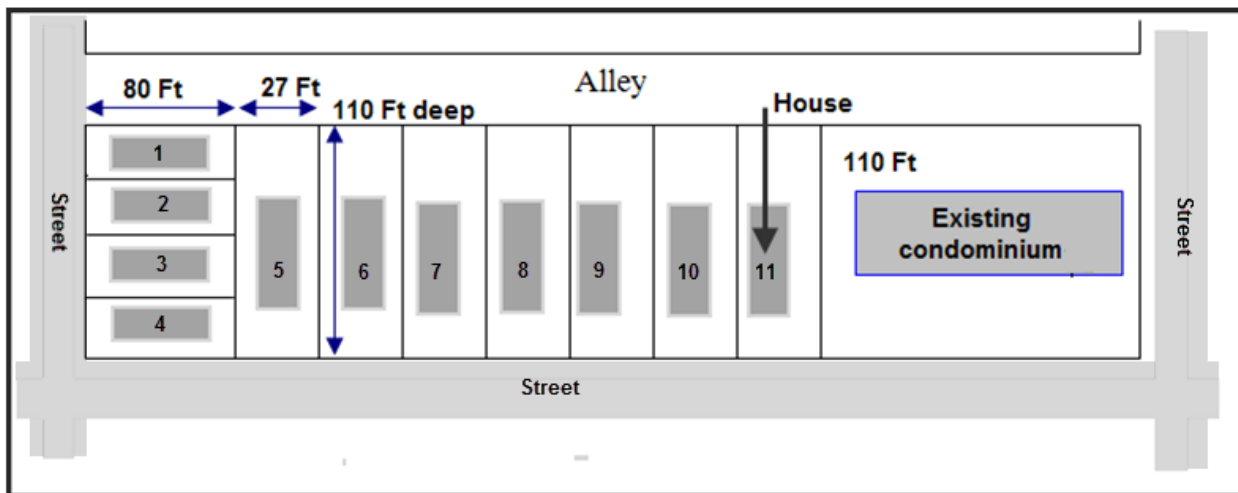 Alley
80 Ft
27 Ft
110 Ft deep
House
1
2
3
4
5
6
7
8
9
10
11
110 Ft
Existing
condominium
Street
Street
Street